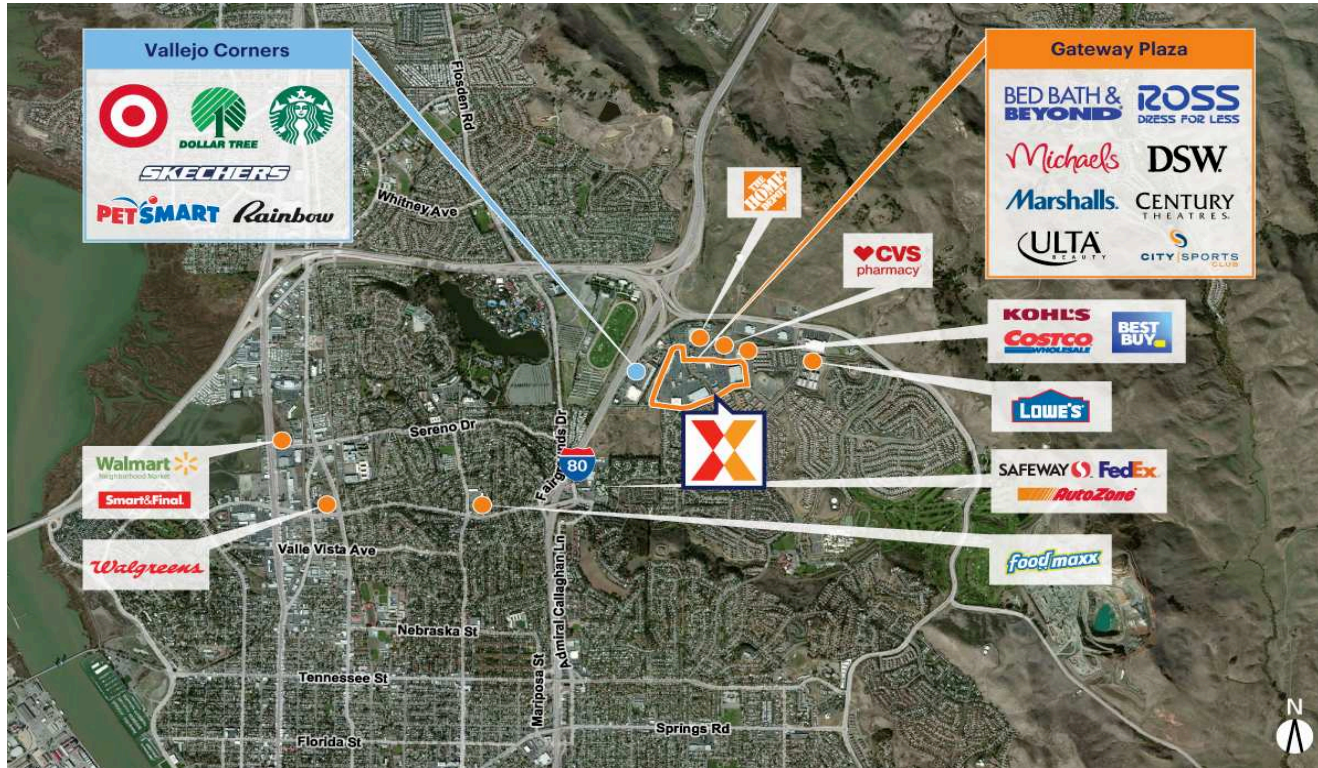 Vallejo Corners
DOLLAR TREE
SKECHERS
PETSMART Rainbow
Gateway Plaza
BED BATH &
BEYOND
ROSS
DRESS FOR LESS
Michaels
DSW
Marshalls.
CENTURY
THEATRES.
ULTA
BEAUTY
CITY SPORTS
CLUB
THE
HOME
DEPOT
CVS
pharmacy
KOHL'S
COSTCO
WHOLESALE
BEST
BUY
LOWE'S
SAFEWAY FedEx
AutoZone
food maxx
Walmart
Neighborhood Market
Smart&Final.
Walgreens
Flosden Rd
Whitney Ave
Sereno Dr
Fairgrounds Dr
80
Valle Vista Ave
Admiral Callaghan Ln
Nebraska St
Mariposa St
Tennessee St
Springs Rd
Florida St
N